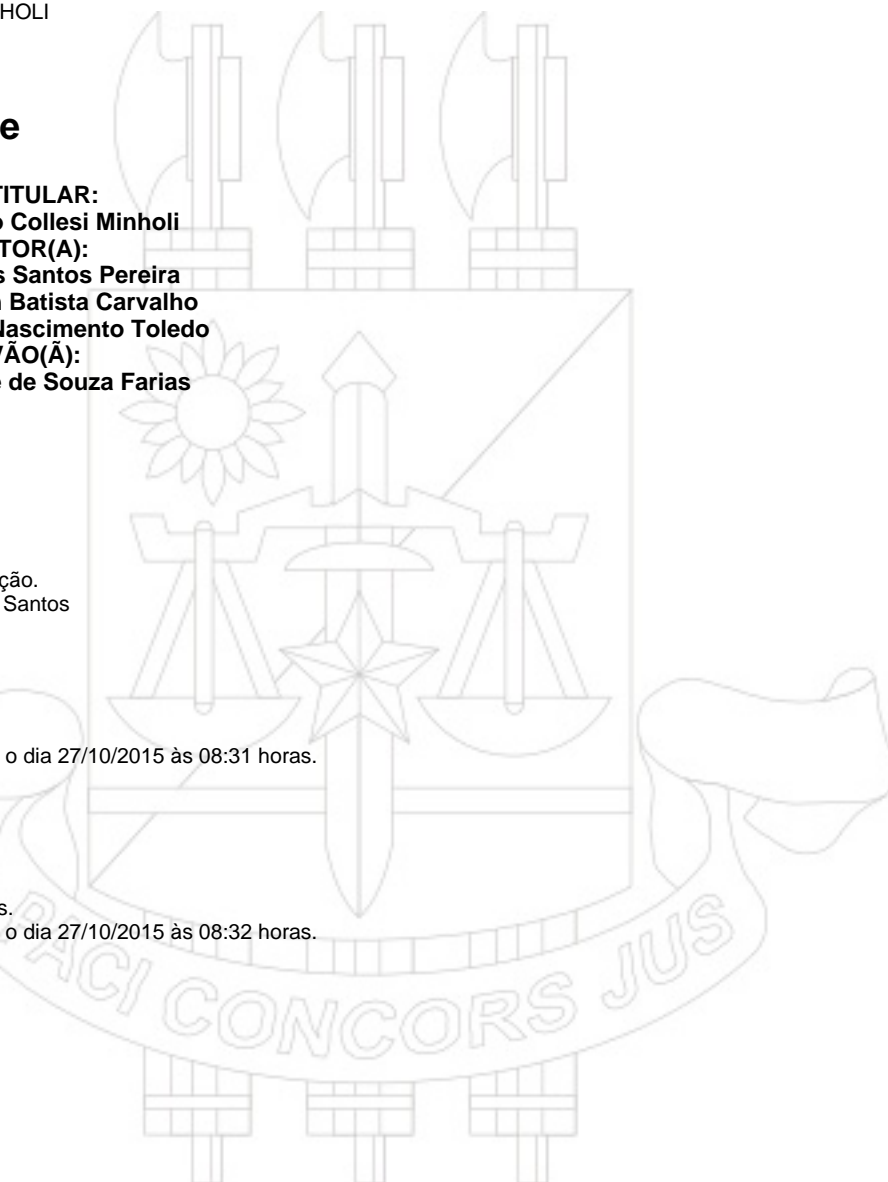 HOLI
e
TITULAR:
o Collesi Minholi
TOR(A):
s Santos Pereira
n Batista Carvalho
Nascimento Toledo
VÃO(Ã):
e de Souza Farias
ção.
Santos
o dia 27/10/2015 às 08:31 horas.
s.
o dia 27/10/2015 às 08:32 horas.
PACI CONCORS JUS